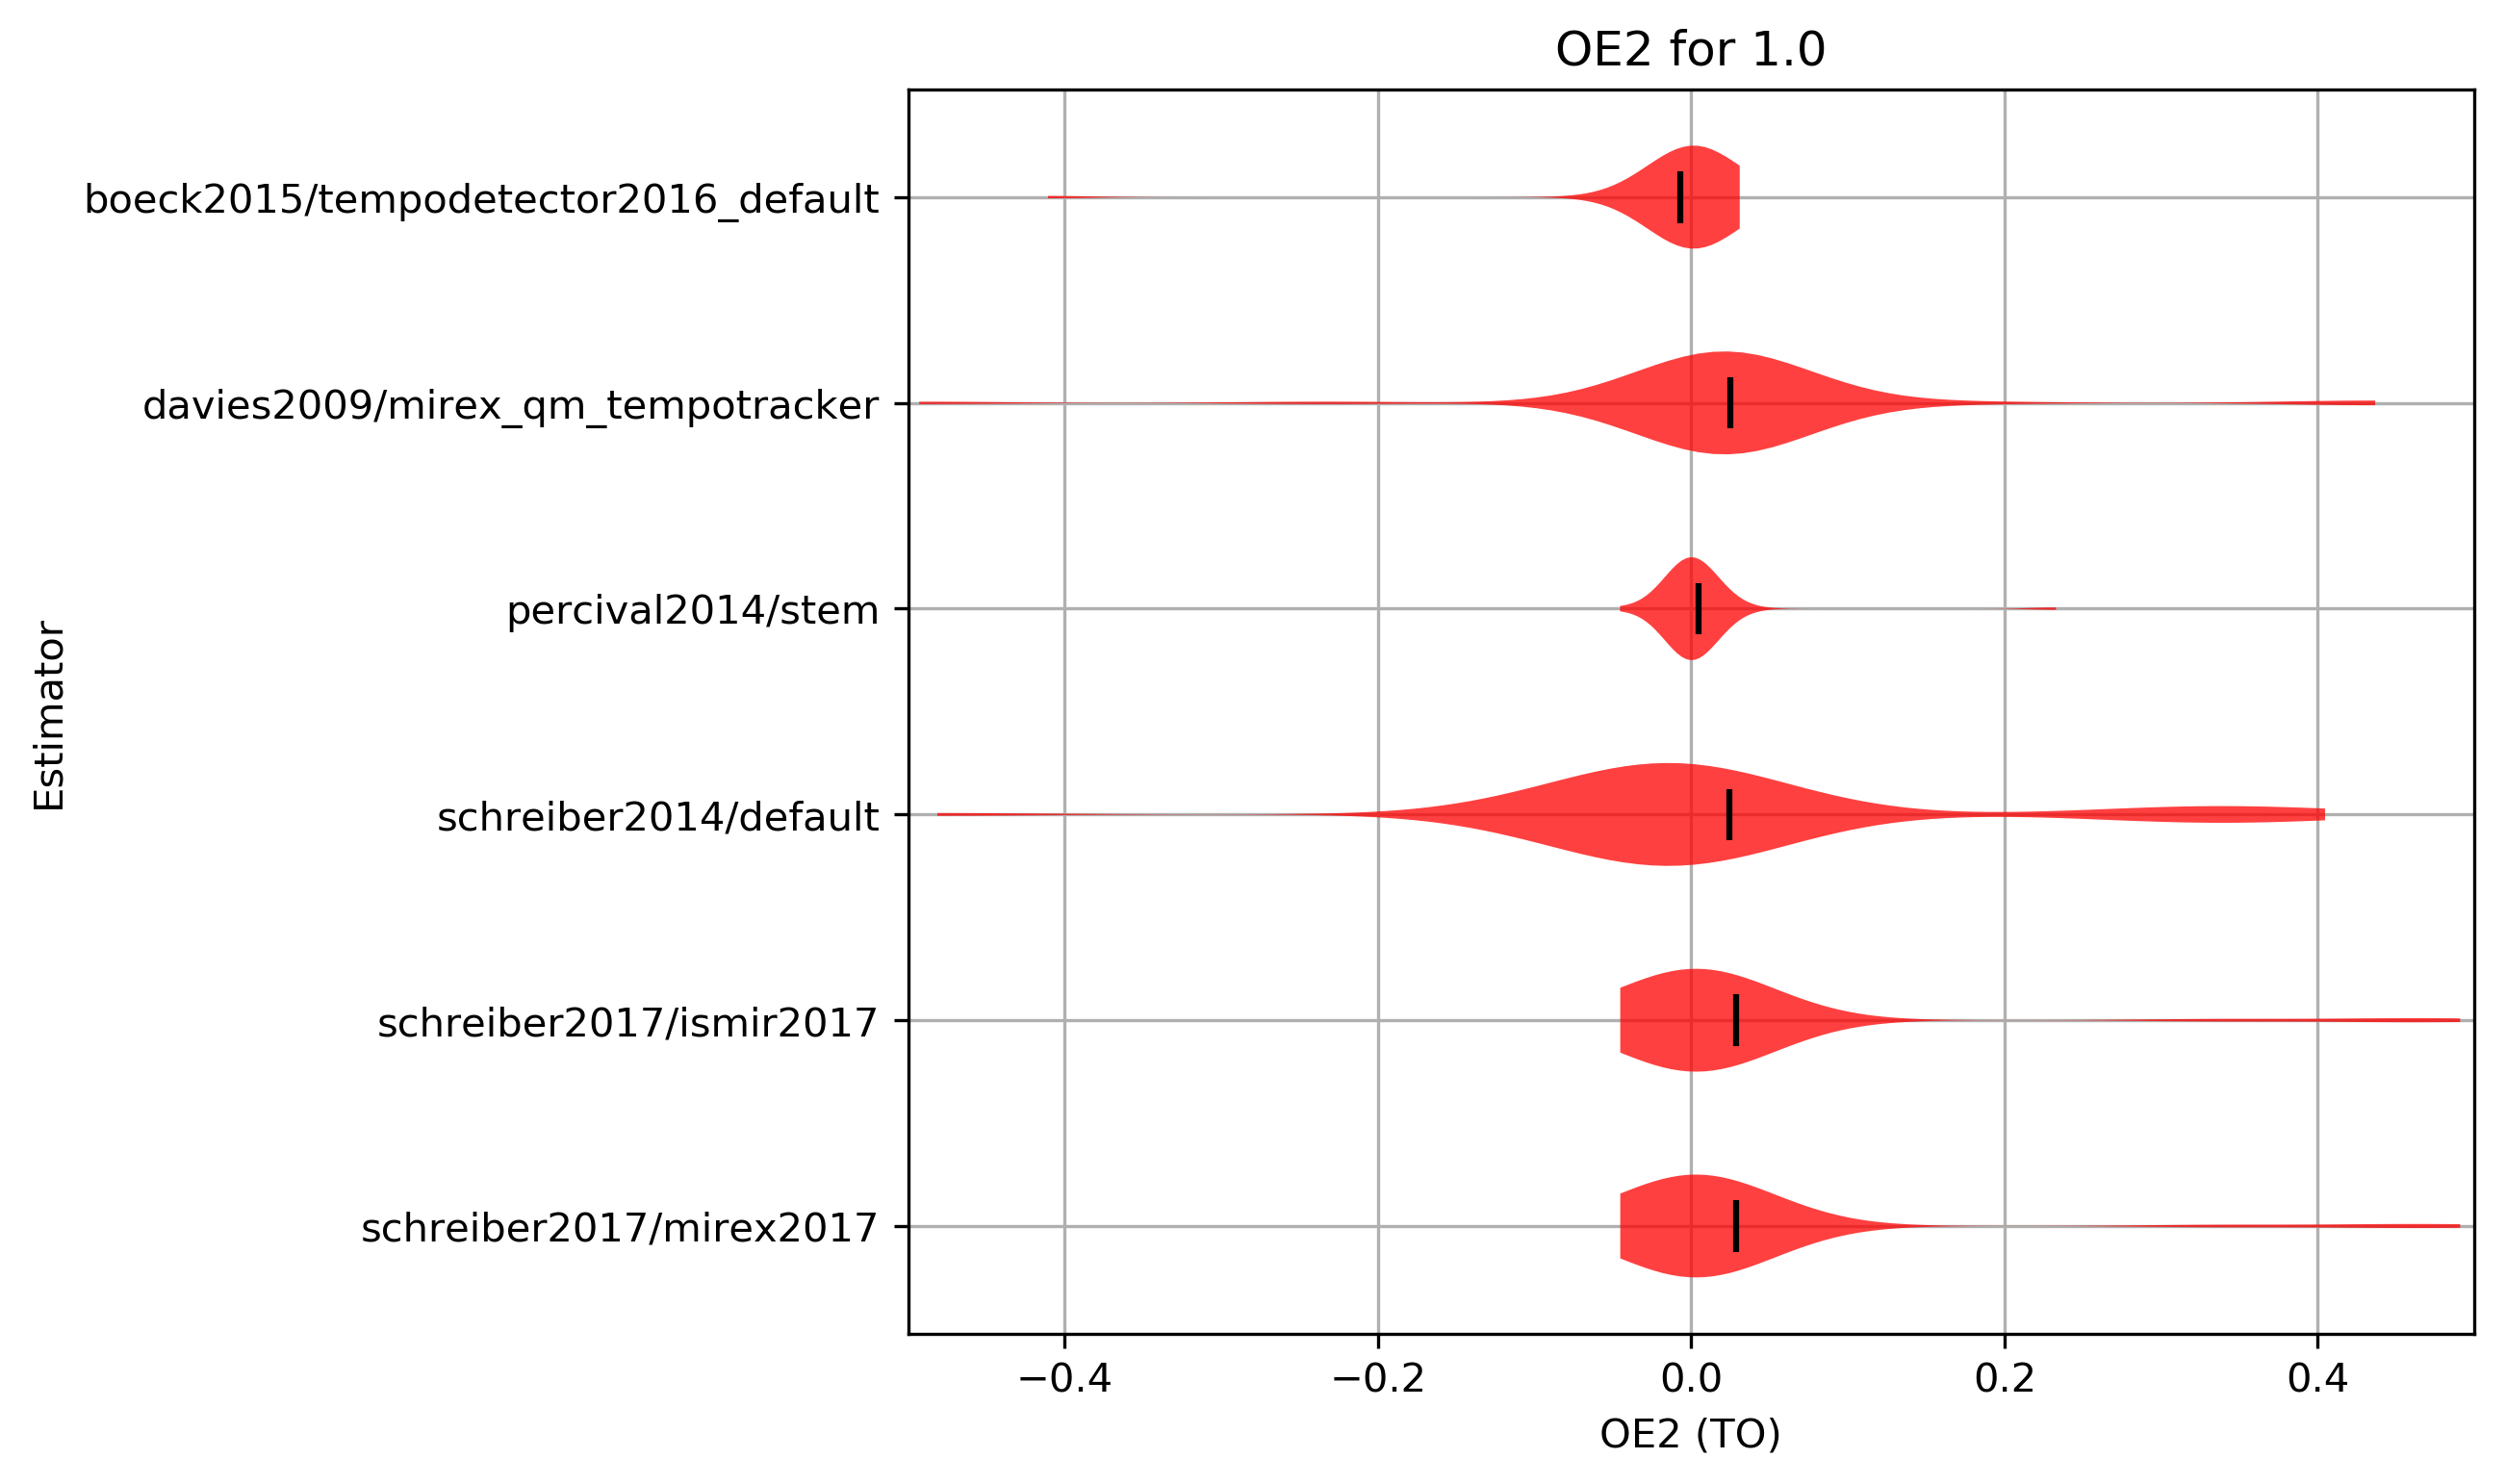 OE2 for 1.0
boeck2015/tempodetector2016_default
davies2009/mirex_qm_tempotracker
percival2014/stem
schreiber2014/default
schreiber2017/ismir2017
schreiber2017/mirex2017
Estimator
−0.4 −0.2 0.0 0.2 0.4
OE2 (TO)